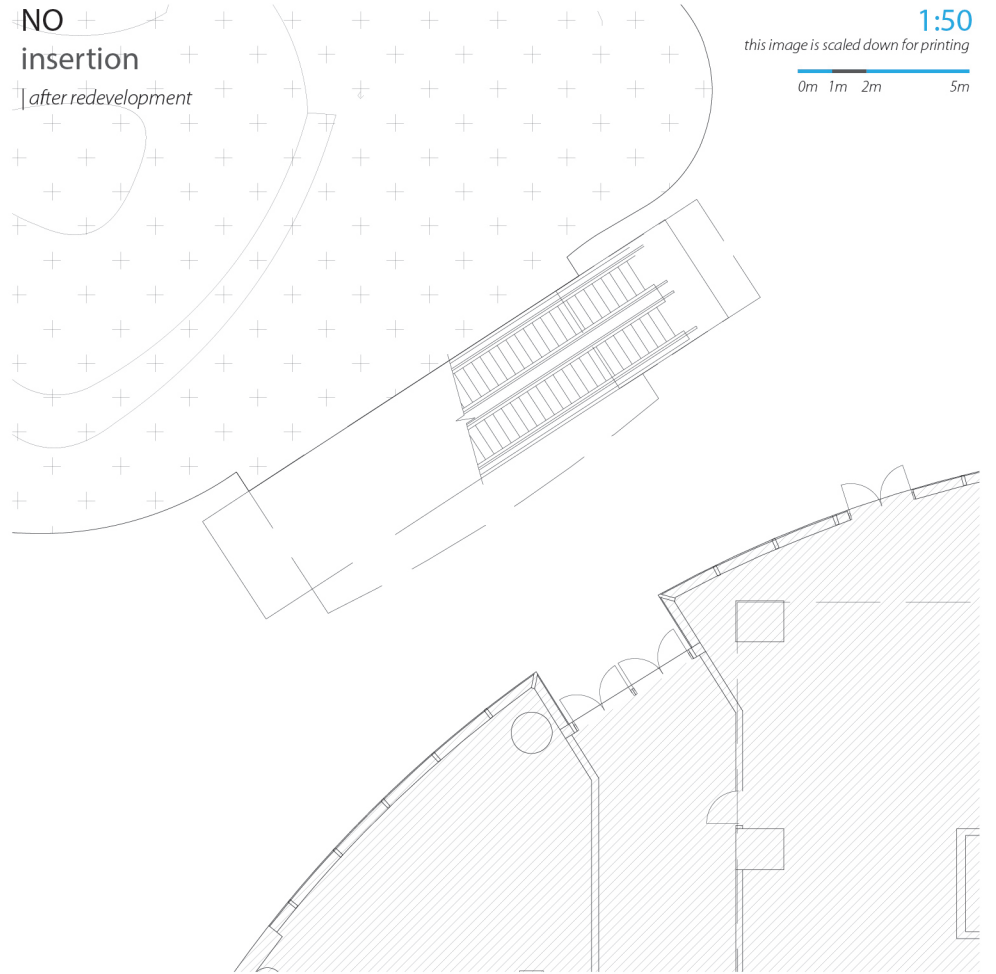 NO
insertion
| after redevelopment
1:50
this image is scaled down for printing
0m 1m 2m 5m